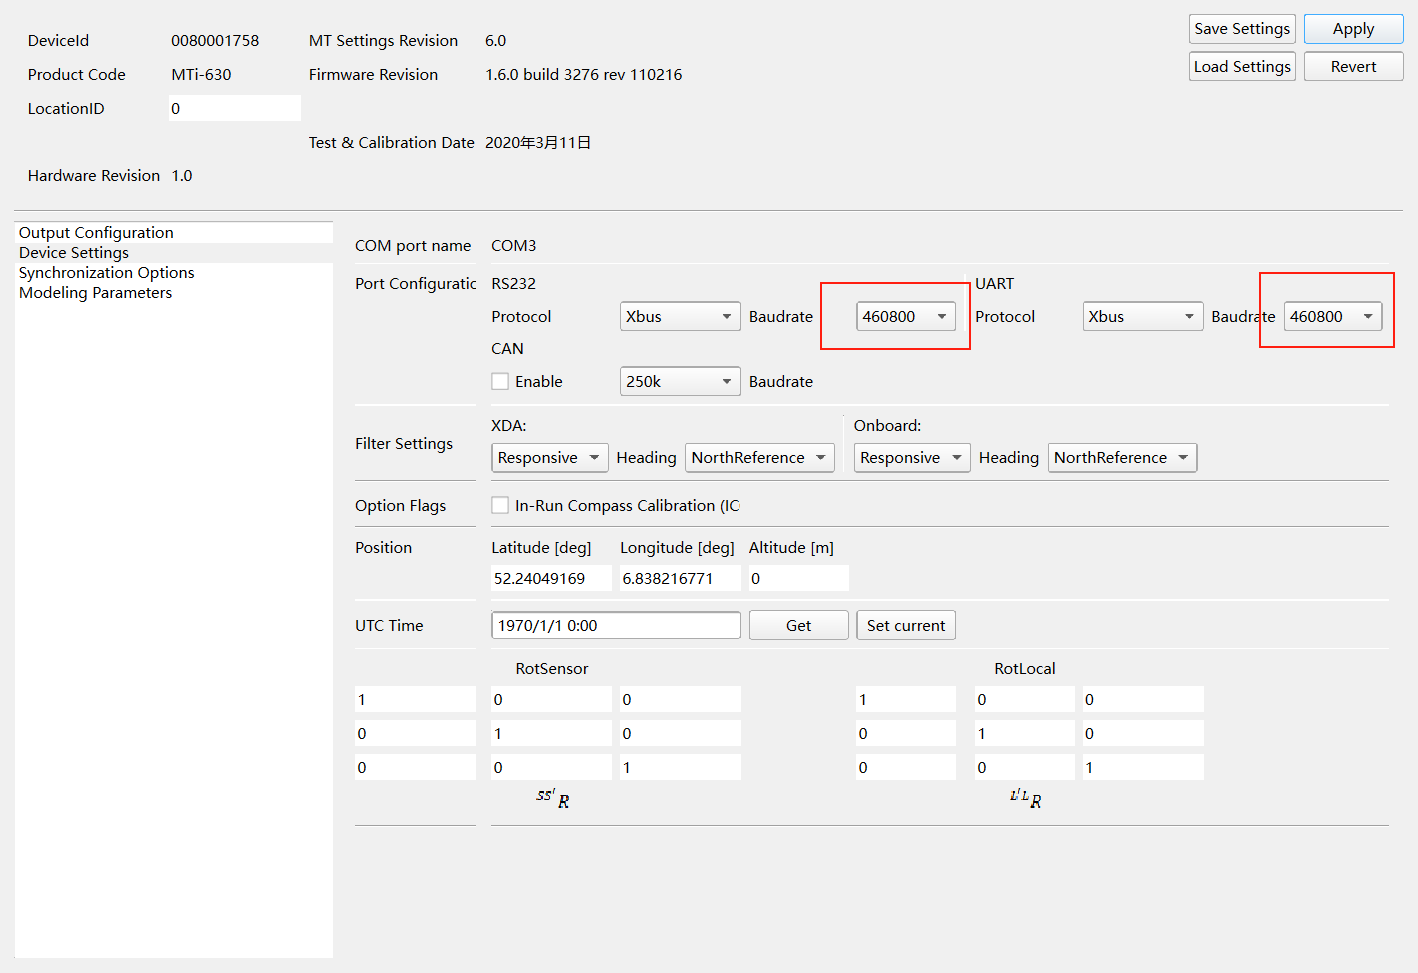 DeviceId 0080001758 MT Settings Revision 6.0 Save Settings Apply
Product Code MTi-630 Firmware Revision 1.6.0 build 3276 rev 110216 Load Settings Revert
LocationID 0
Test & Calibration Date 2020年3月11日
Hardware Revision 1.0
Output Configuration
Device Settings
Synchronization Options
Modeling Parameters
COM port name COM3
Port Configuratic RS232 UART
Protocol Xbus Baudrate 460800 Protocol Xbus Baudrate 460800
CAN
Enable 250k Baudrate
Filter Settings
XDA: Onboard:
Responsive Heading NorthReference Responsive Heading NorthReference
Option Flags In-Run Compass Calibration (IC
Position Latitude [deg] Longitude [deg] Altitude [m]
52.24049169 6.838216771 0
UTC Time 1970/1/1 0:00 Get Set current
RotSensor RotLocal
1 0 0 1 0 0
0 1 0 0 1 0
0 0 1 0 0 1
SS'R L'LR